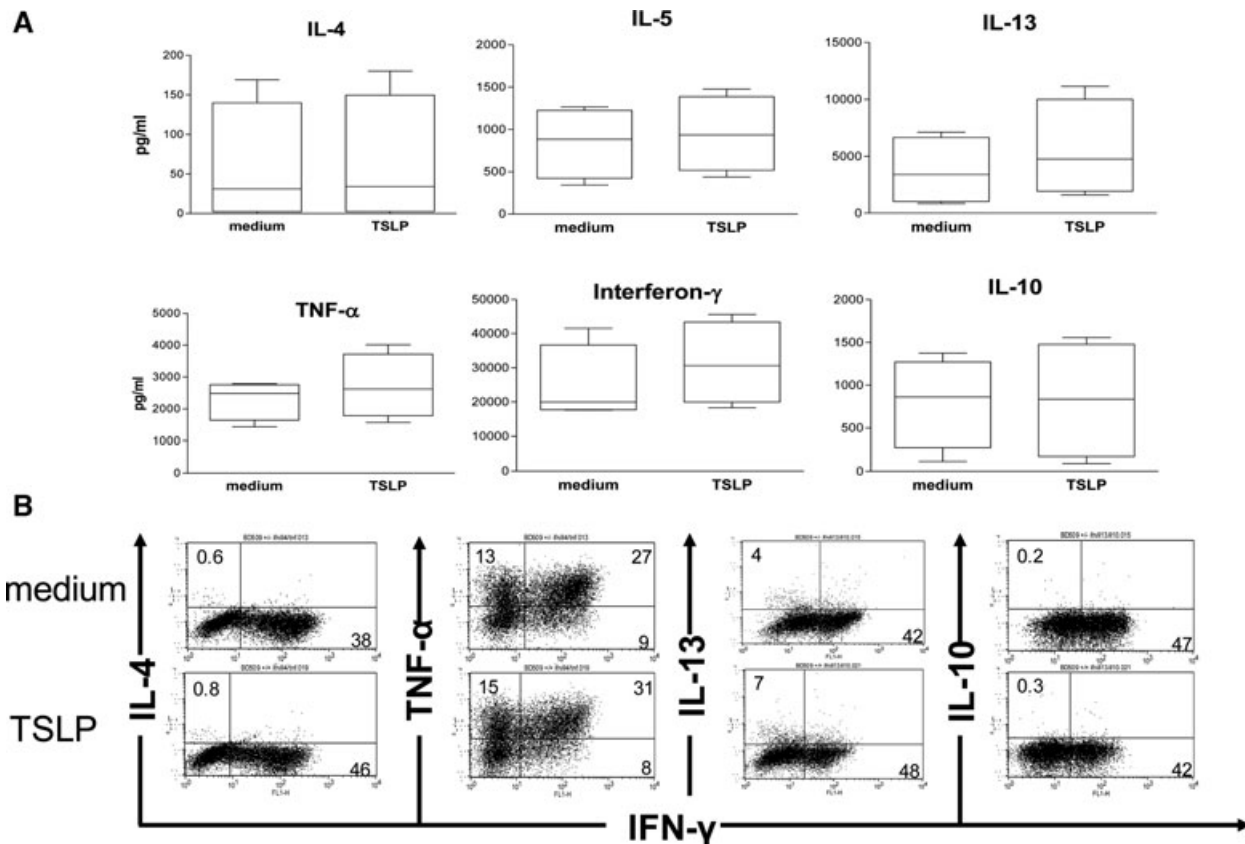 A
IL-4
IL-5
IL-13
pg/ml
200
150
100
50
0
medium
TSLP
2000
1500
1000
500
0
medium
TSLP
15000
10000
5000
0
medium
TSLP
TNF-α
Interferon-γ
IL-10
pg/ml
5000
4000
3000
2000
1000
0
medium
TSLP
50000
40000
30000
20000
10000
0
medium
TSLP
2000
1500
1000
500
0
medium
TSLP
B
medium
TSLP
IL-4
0.6
38
0.8
46
FL1-H
TNF-α
13
27
9
15
31
8
FL1-H
IL-13
4
42
7
48
FL1-H
IL-10
0.2
47
0.3
42
FL1-H
IFN-γ